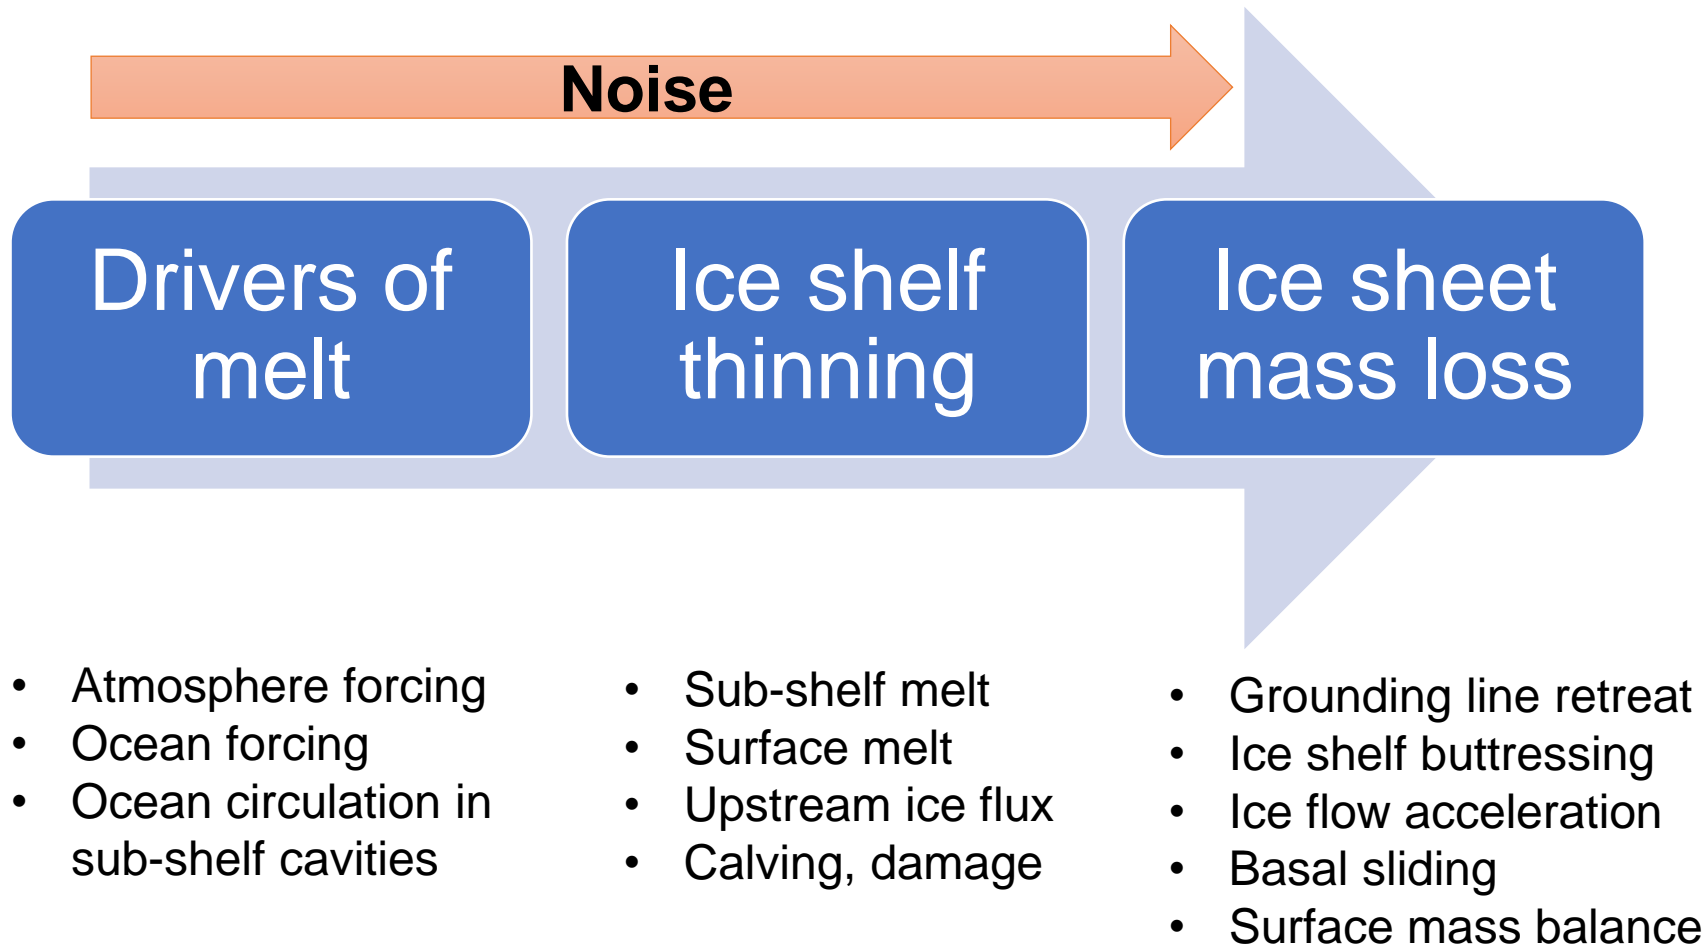 Noise
Drivers of
melt
Ice shelf
thinning
Ice sheet
mass loss
• Atmosphere forcing
• Ocean forcing
• Ocean circulation in
sub-shelf cavities
• Sub-shelf melt
• Surface melt
• Upstream ice flux
• Calving, damage
• Grounding line retreat
• Ice shelf buttressing
• Ice flow acceleration
• Basal sliding
• Surface mass balance